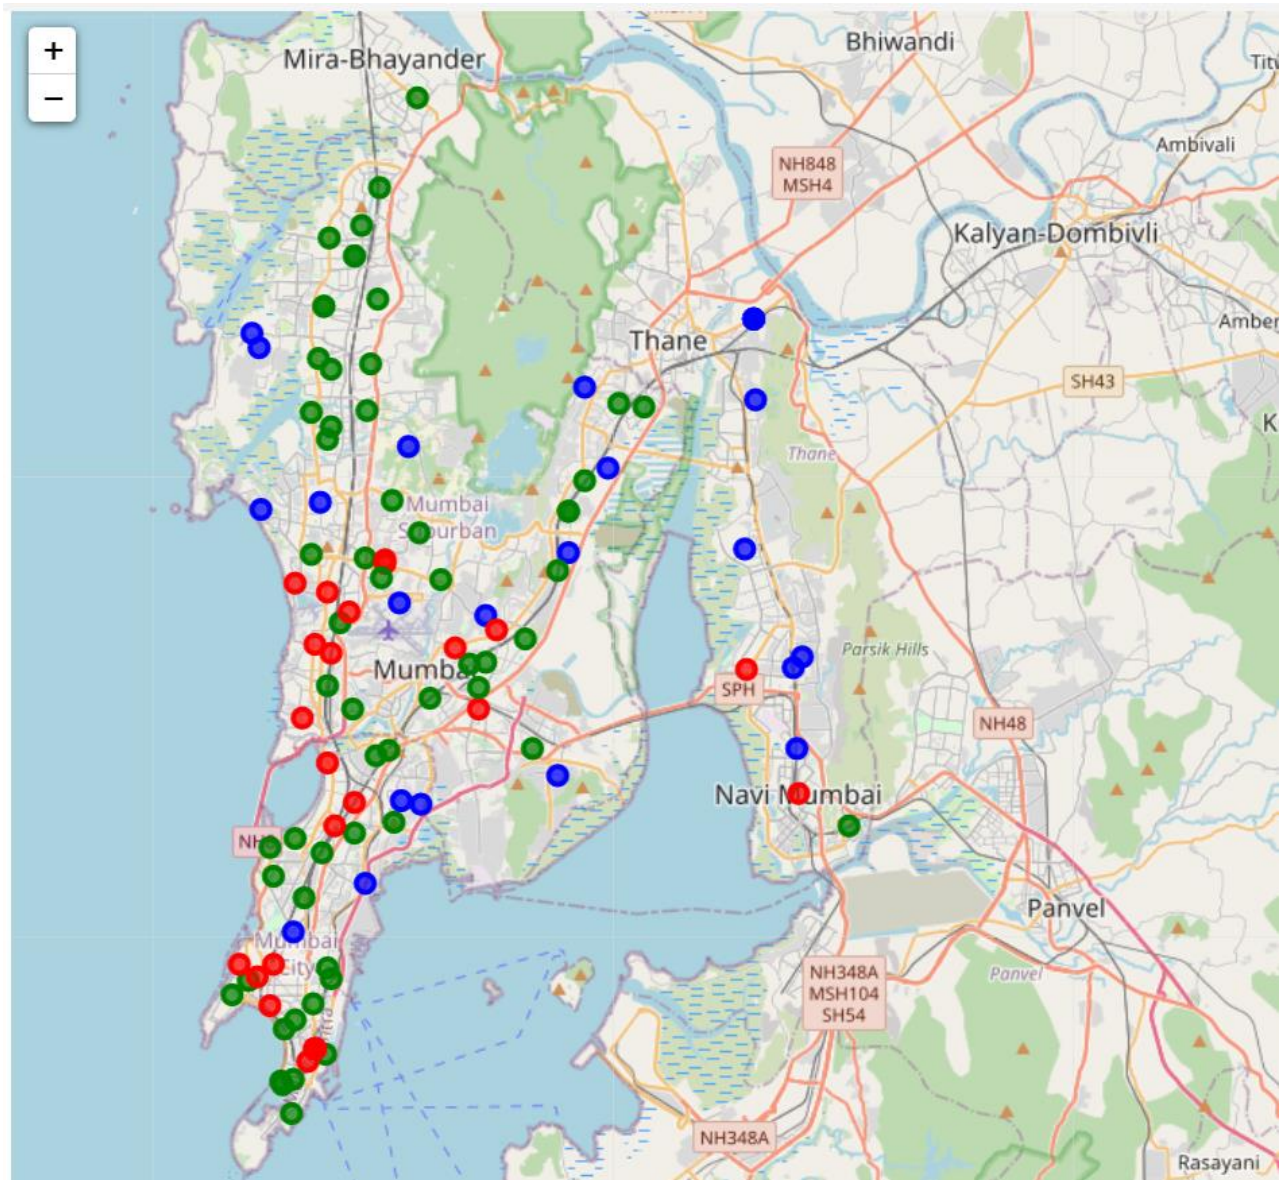 +
−
Mira-Bhayander
Bhiwandi
Titw
Ambivali
NH848
MSH4
Kalyan-Dombivli
Thane
Amber
SH43
K
Thane
Mumbai
Suburban
Parsik Hills
Mumba
SPH
NH48
Navi Mumbai
NH
Panvel
Mumbai
City
NH348A
MSH104
SH54
Panvel
NH348A
Rasayani